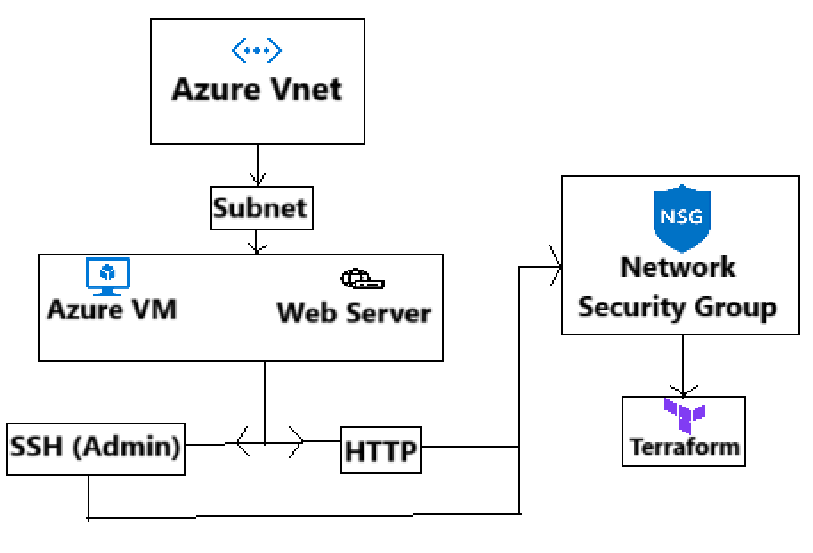 Azure Vnet
Subnet
Azure VM
Web Server
NSG
Network
Security Group
SSH (Admin)
HTTP
Terraform